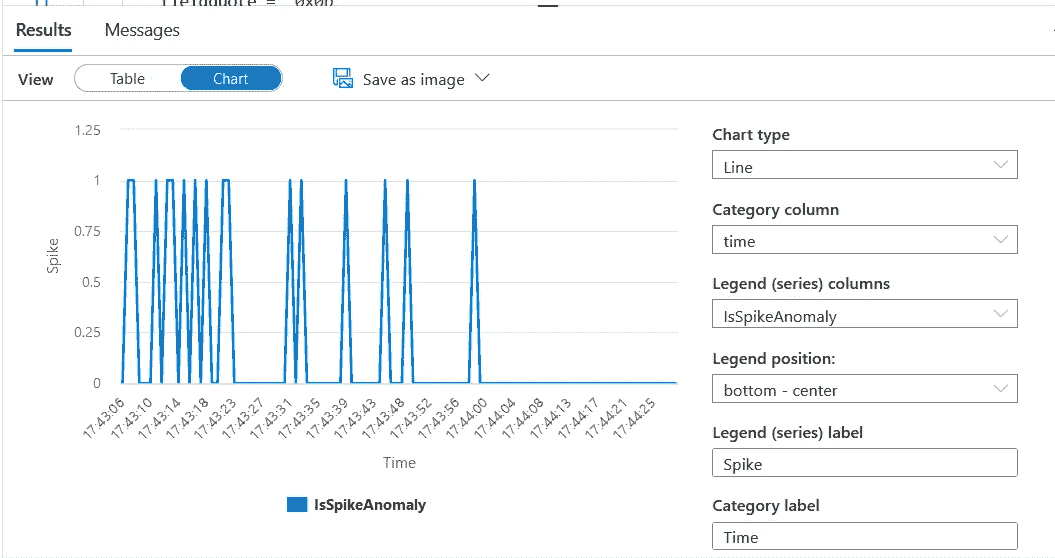 Results Messages
View Table Chart Save as image
1.25
1
0.75
0.5
0.25
0
Spike
17:43:06 17:43:10 17:43:14 17:43:18 17:43:23 17:43:27 17:43:31 17:43:35 17:43:39 17:43:43 17:43:48 17:43:52 17:43:56 17:44:00 17:44:04 17:44:08 17:44:13 17:44:17 17:44:21 17:44:25
Time
IsSpikeAnomaly
Chart type
Line
Category column
time
Legend (series) columns
IsSpikeAnomaly
Legend position:
bottom - center
Legend (series) label
Spike
Category label
Time